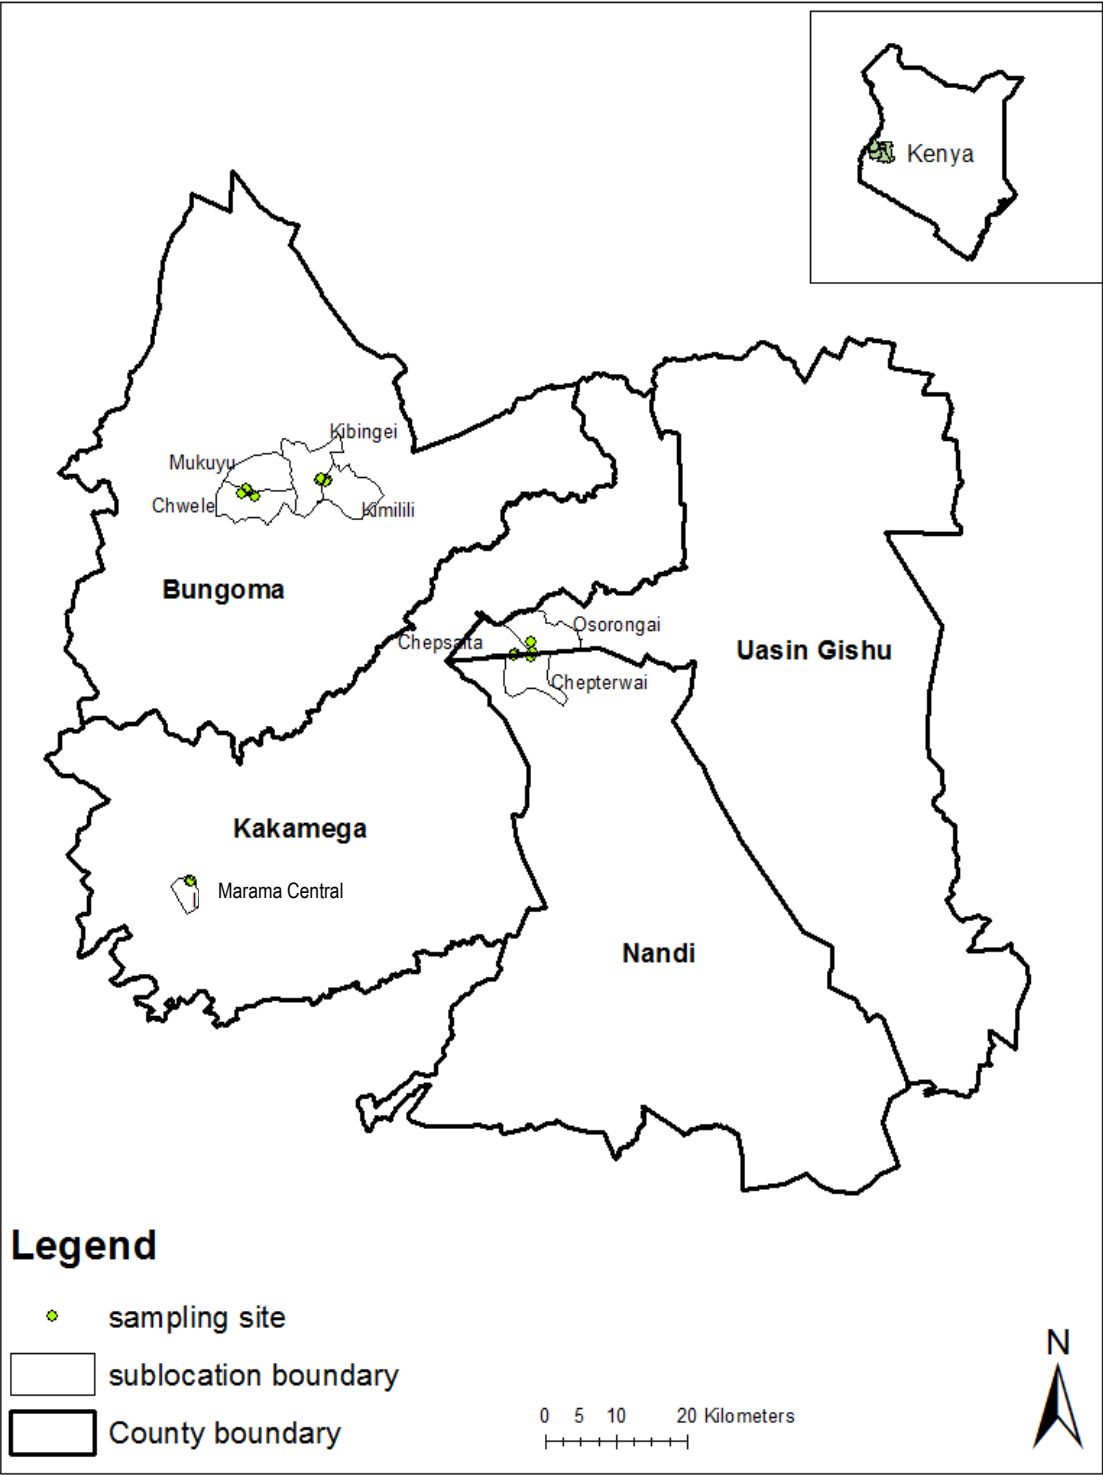 Kenya
Kibingei
Mukuyu
Chwele
Kimilili
Bungoma
Osorongai
Chepsaita
Uasin Gishu
Chepterwai
Kakamega
Marama Central
Nandi
Legend
sampling site
sublocation boundary
County boundary
N
0 5 10 20 Kilometers